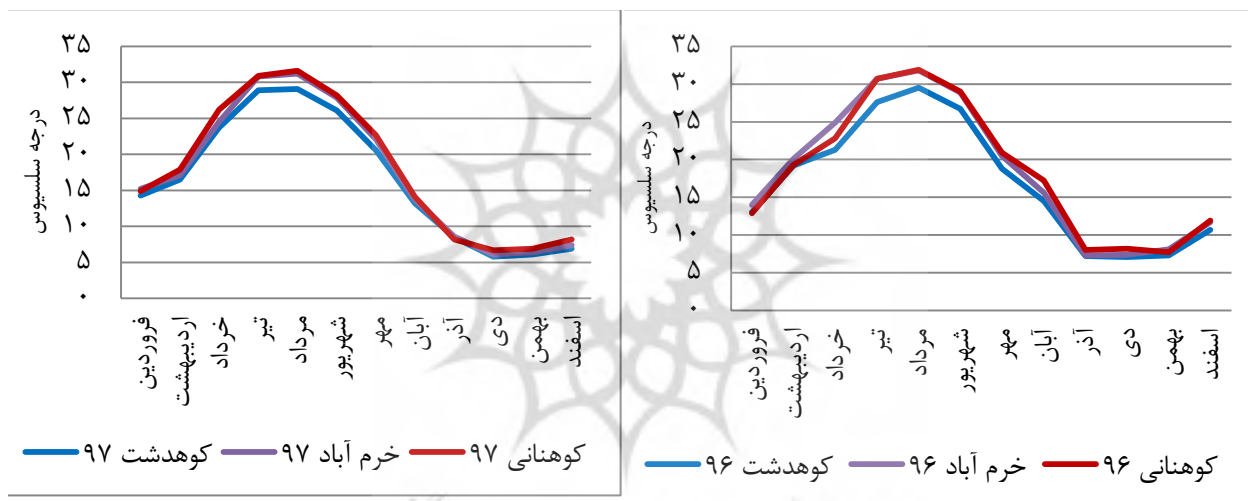 ۳۵
۳۰
۲۵
۲۰
۱۵
۱۰
۵
۰
درجه سلسیوس
فروردین
اردیبهشت
خرداد
تیر
مرداد
شهریور
مهر
آبان
آذر
دی
بهمن
اسفند
کوهدشت ۹۷
خرم آباد ۹۷
کوهنانی ۹۷
۳۵
۳۰
۲۵
۲۰
۱۵
۱۰
۵
۰
درجه سلسیوس
فروردین
اردیبهشت
خرداد
تیر
مرداد
شهریور
مهر
آبان
آذر
دی
بهمن
اسفند
کوهدشت ۹۶
خرم آباد ۹۶
کوهنانی ۹۶